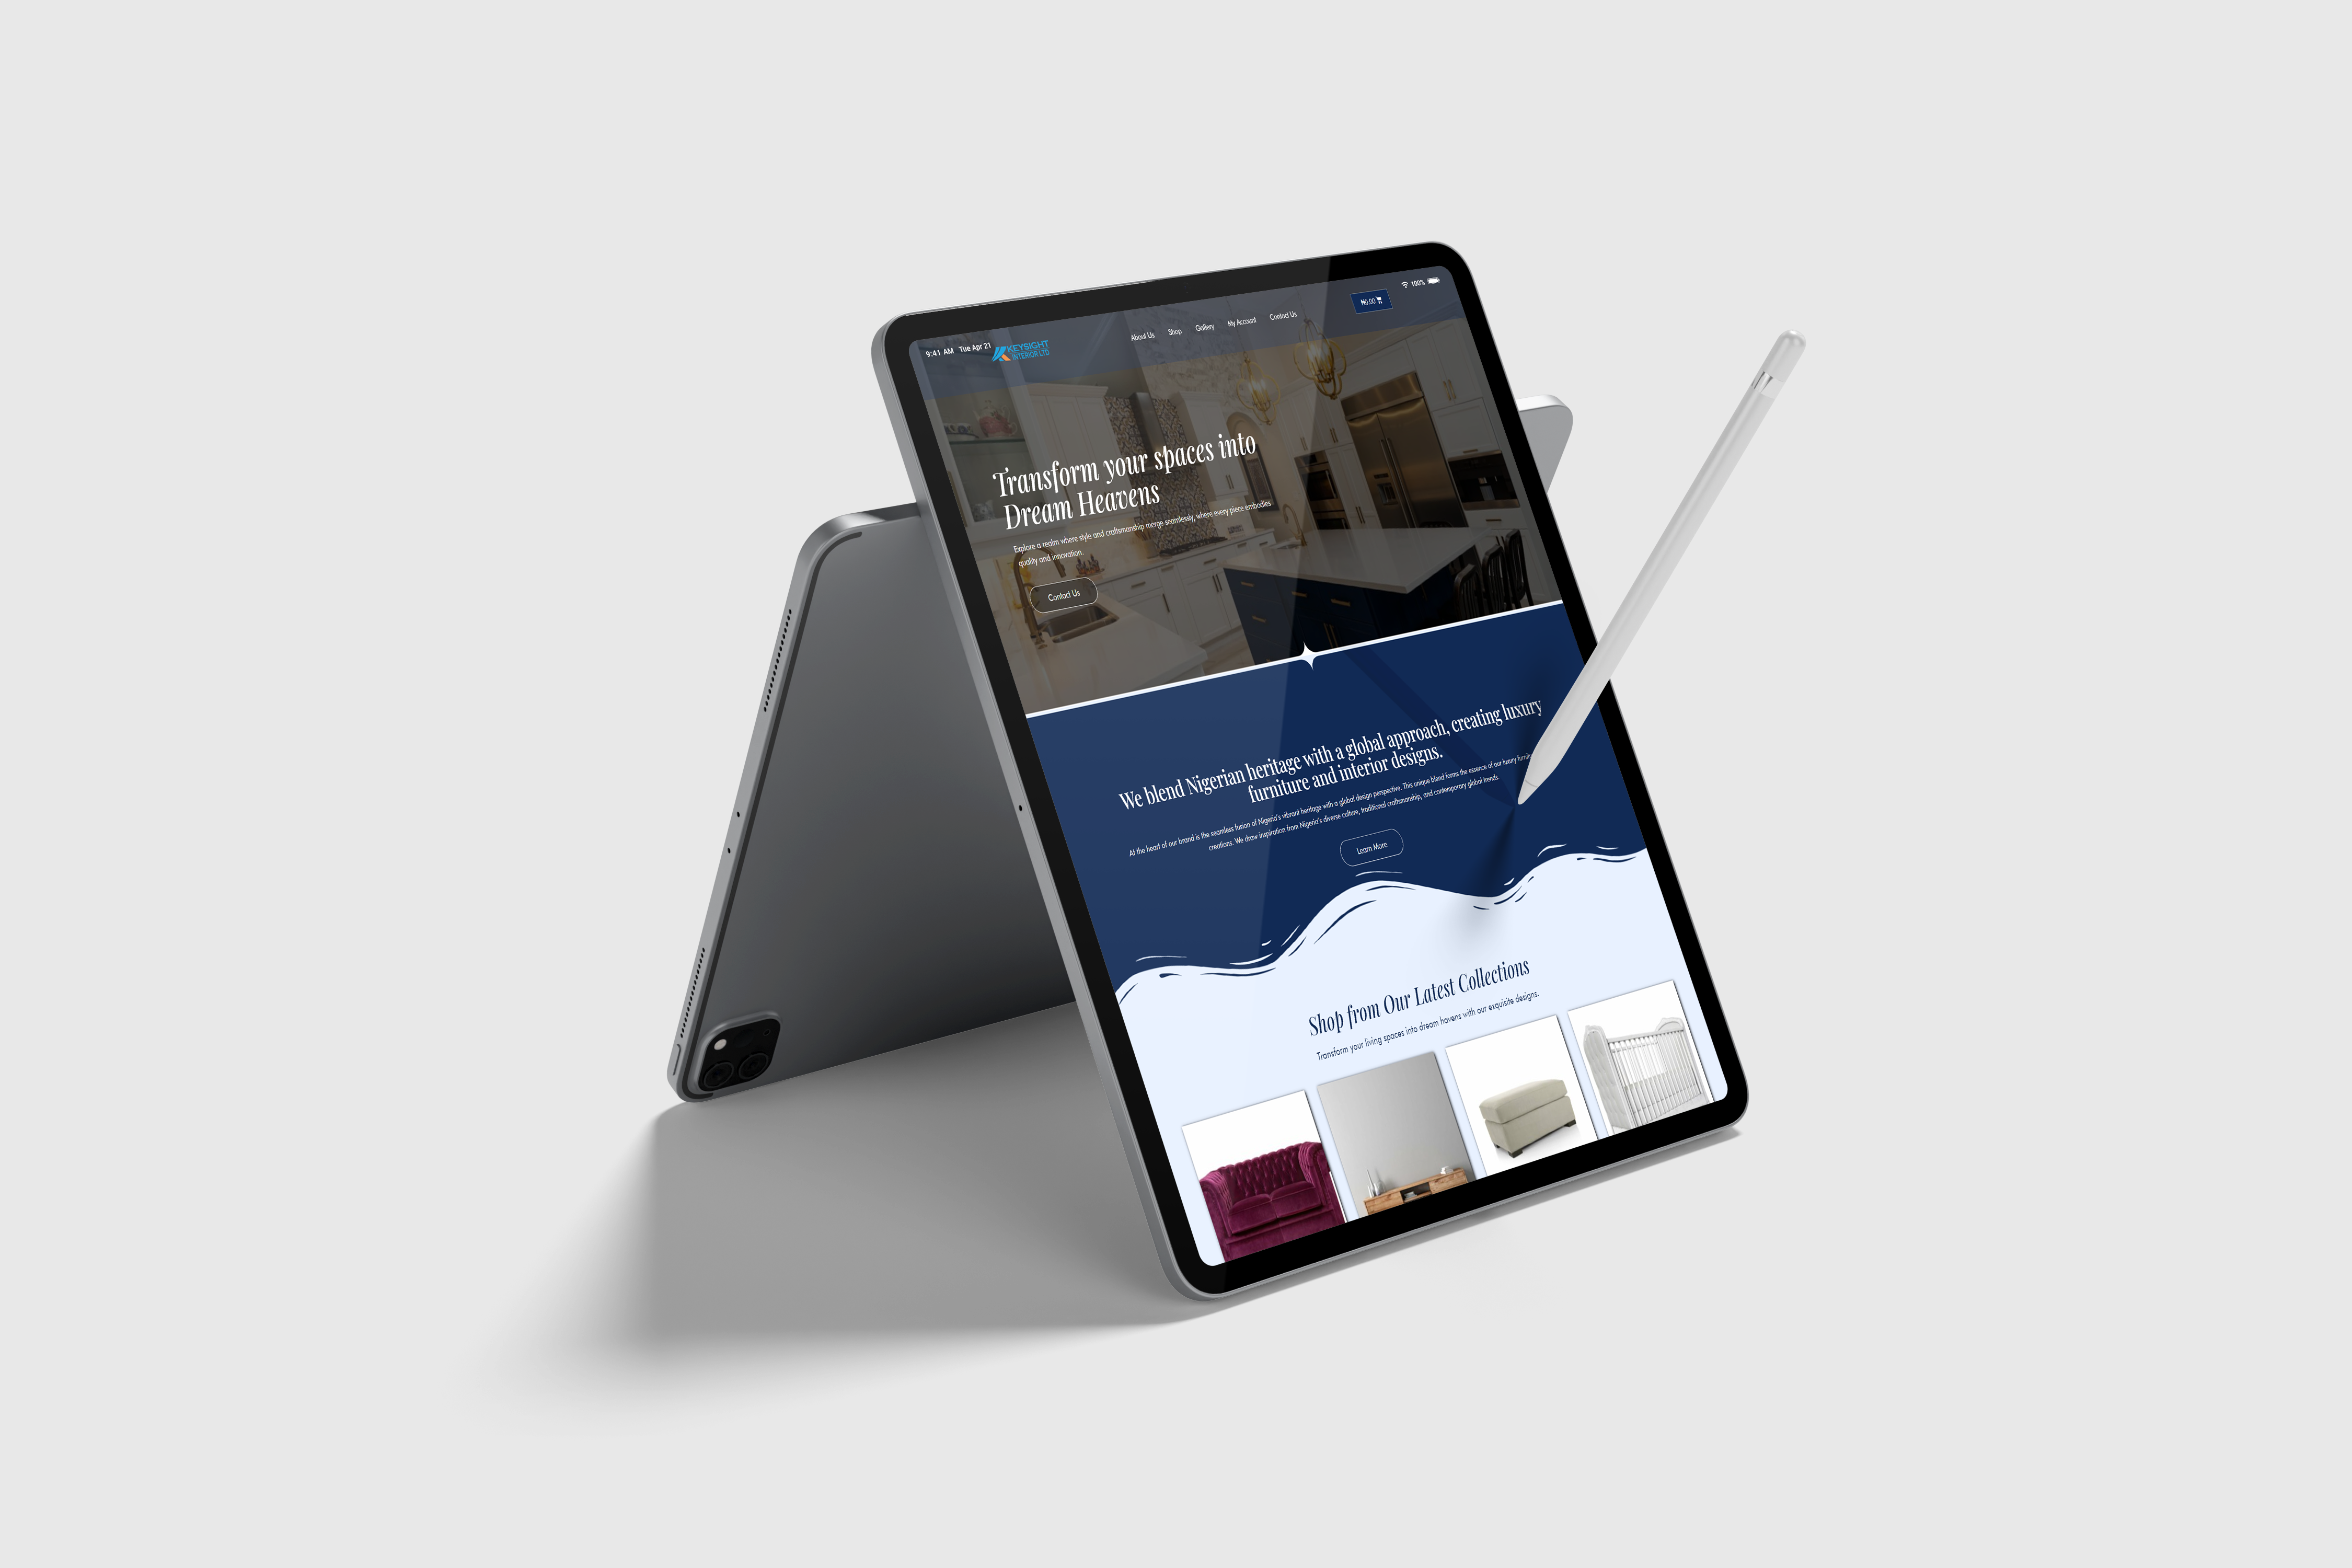 9:41 AM Tue Apr 21
100%
KEYSIGHT
INTERIOR LTD
About Us Shop Gallery My Account Contact Us
₦0.00
Transform your spaces into
Dream Heavens
Explore a realm where style and craftsmanship merge seamlessly, where every piece embodies
quality and innovation.
Contact Us
We blend Nigerian heritage with a global approach, creating luxury
furniture and interior designs.
At the heart of our brand is the seamless fusion of Nigeria's vibrant heritage with a global design perspective. This unique blend forms the essence of our luxury
creations. We draw inspiration from Nigeria's diverse culture, traditional craftsmanship, and contemporary global trends.
Learn More
Shop from Our Latest Collections
Transform your living spaces into dream havens with our exquisite designs.